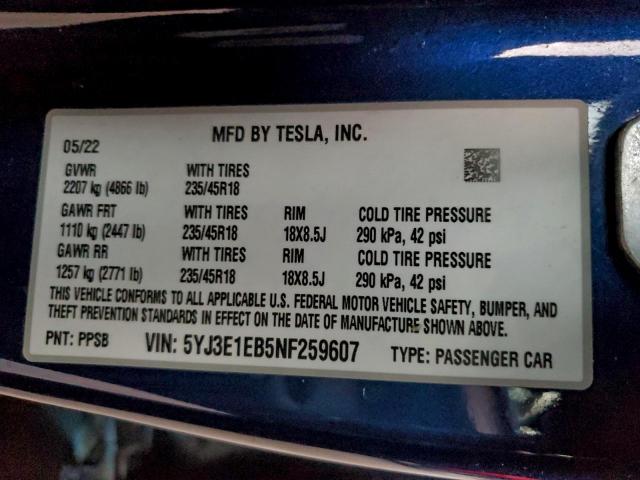 05/22 MFD BY TESLA, INC.
GVWR WITH TIRES
2207 kg (4866 lb) 235/45R18
GAWR FRT WITH TIRES RIM COLD TIRE PRESSURE
1110 kg (2447 lb) 235/45R18 18X8.5J 290 kPa, 42 psi
GAWR RR WITH TIRES RIM COLD TIRE PRESSURE
1257 kg (2771 lb) 235/45R18 18X8.5J 290 kPa, 42 psi
THIS VEHICLE CONFORMS TO ALL APPLICABLE U.S. FEDERAL MOTOR VEHICLE SAFETY, BUMPER, AND
THEFT PREVENTION STANDARDS IN EFFECT ON THE DATE OF MANUFACTURE SHOWN ABOVE.
PNT: PPSB VIN: 5YJ3E1EB5NF259607 TYPE: PASSENGER CAR